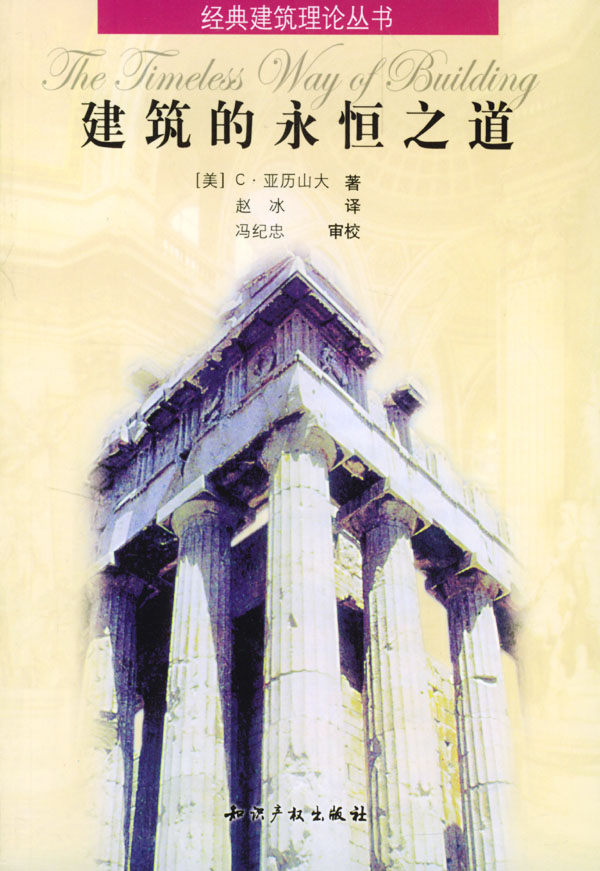 经典建筑理论丛书
The Timeless Way of Building
建筑的永恒之道
[美] C·亚历山大 著
赵冰 译
冯纪忠 审校
知识产权出版社